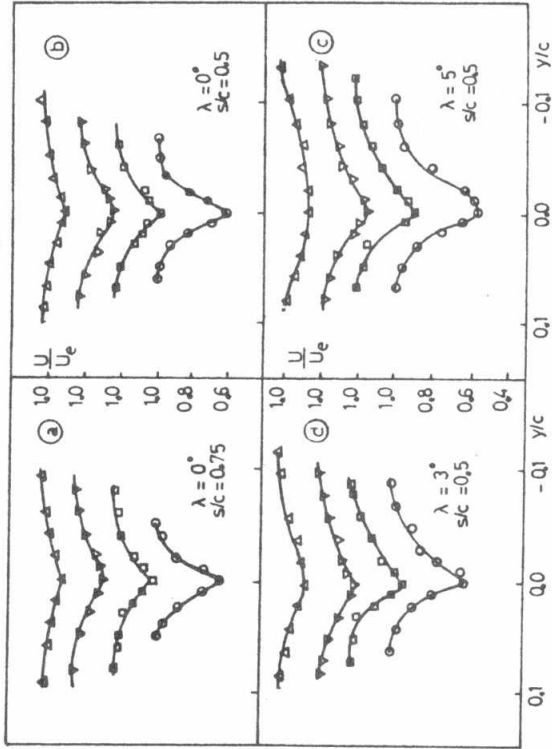 a
λ = 0°
s/c = 0.75
U
Ue
1.0
1.0
1.0
1.0
0.8
0.6
b
λ = 0°
s/c = 0.5
d
λ = 3°
s/c = 0.5
U
Ue
1.0
1.0
1.0
1.0
0.8
0.6
0.4
c
λ = 5°
s/c = 0.5
0.1 0.0 -0.1 y/c
0.1 0.0 -0.1 y/c